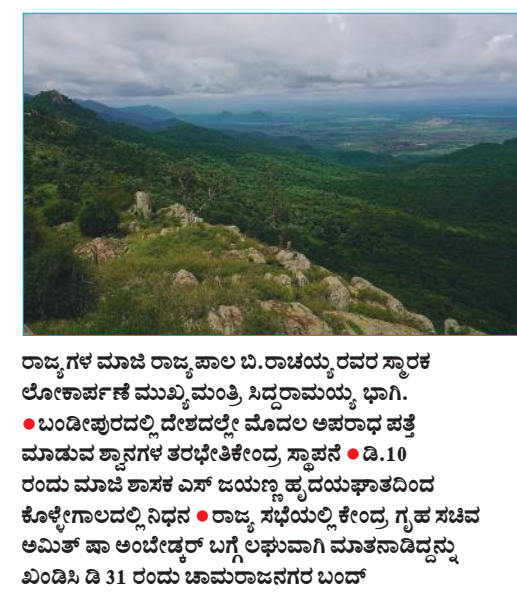 ರಾಜ್ಯಗಳ ಮಾಜಿ ರಾಜ್ಯಪಾಲ ಬಿ.ರಾಚಯ್ಯರವರ ಸ್ಮಾರಕ
ಲೋಕಾರ್ಪಣೆ ಮುಖ್ಯಮಂತ್ರಿ ಸಿದ್ದರಾಮಯ್ಯ ಭಾಗಿ.
●ಬಂಡೀಪುರದಲ್ಲಿ ದೇಶದಲ್ಲೇ ಮೊದಲ ಅಪರಾಧ ಪತ್ತೆ
ಮಾಡುವ ಶ್ವಾನಗಳ ತರಭೇತಿಕೇಂದ್ರ ಸ್ಥಾಪನೆ ●ಡಿ.10
ರಂದು ಮಾಜಿ ಶಾಸಕ ಎಸ್ ಜಯಣ್ಣ ಹೃದಯಘಾತದಿಂದ
ಕೊಳ್ಳೇಗಾಲದಲ್ಲಿ ನಿಧನ ●ರಾಜ್ಯ ಸಭೆಯಲ್ಲಿ ಕೇಂದ್ರ ಗೃಹ ಸಚಿವ
ಅಮಿತ್ ಷಾ ಅಂಬೇಡ್ಕರ್ ಬಗ್ಗೆ ಲಘುವಾಗಿ ಮಾತನಾಡಿದ್ದನ್ನು
ಖಂಡಿಸಿ ಡಿ 31 ರಂದು ಚಾಮರಾಜನಗರ ಬಂದ್